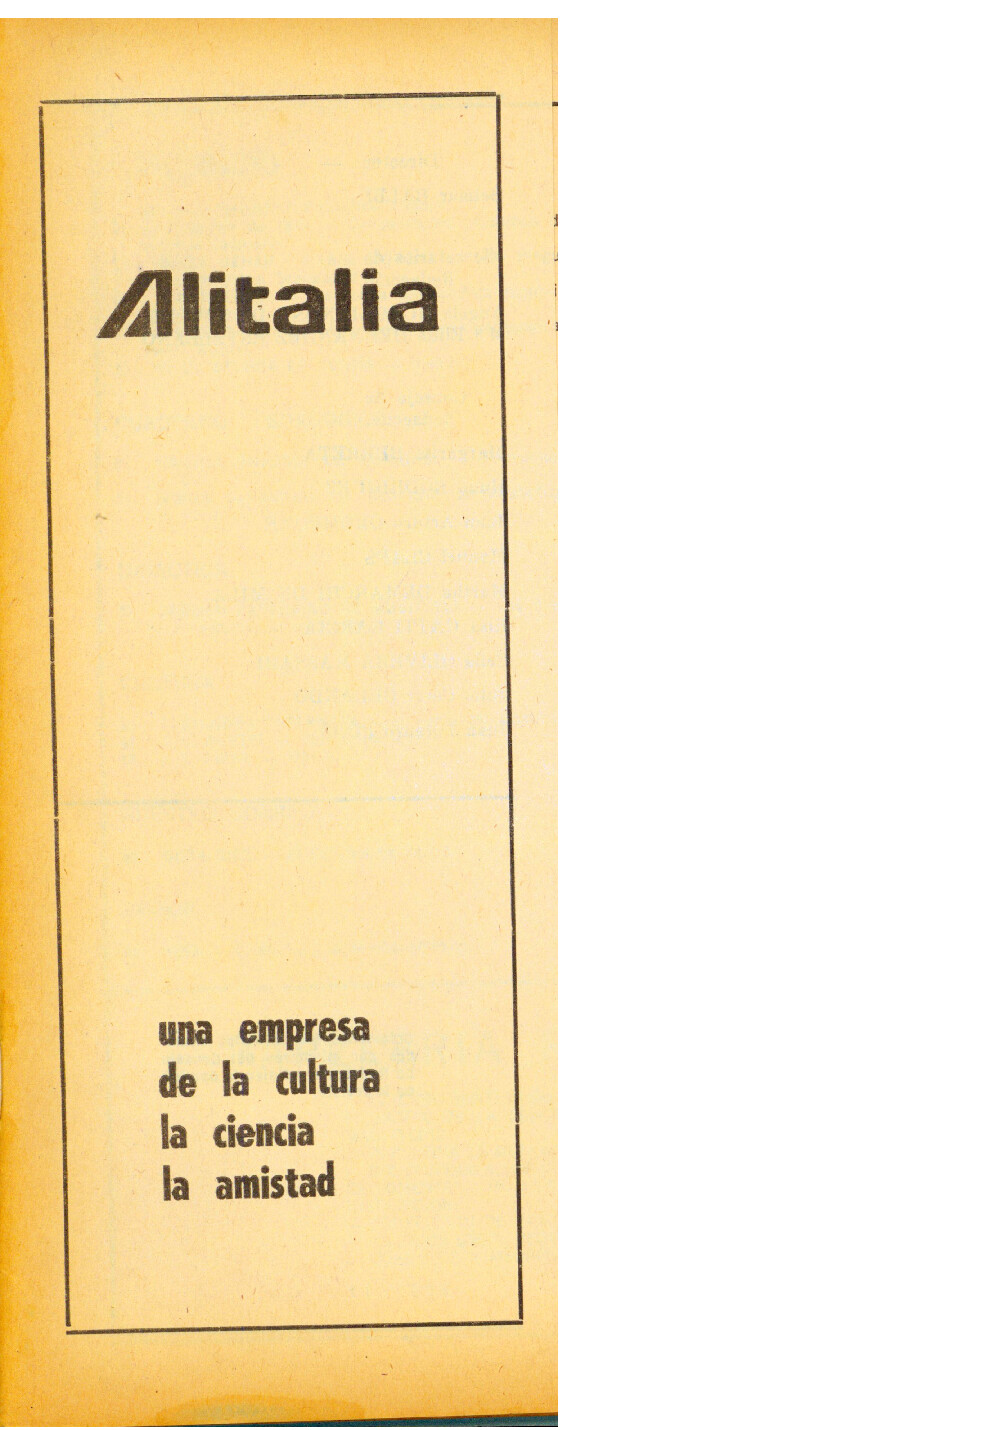 Alitalia
una empresa
de la cultura
la ciencia
la amistad